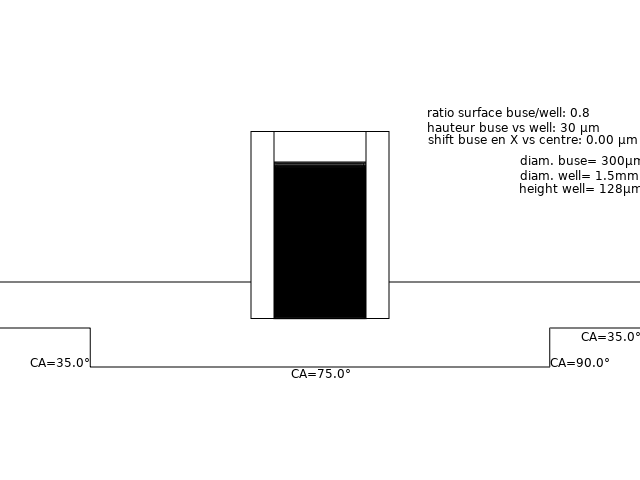 ratio surface buse/well: 0.8
hauteur buse vs well: 30 µm
shift buse en X vs centre: 0.00 µm
diam. buse= 300µm
diam. well= 1.5mm
height well= 128µm
CA=35.0°
CA=35.0°
CA=90.0°
CA=75.0°